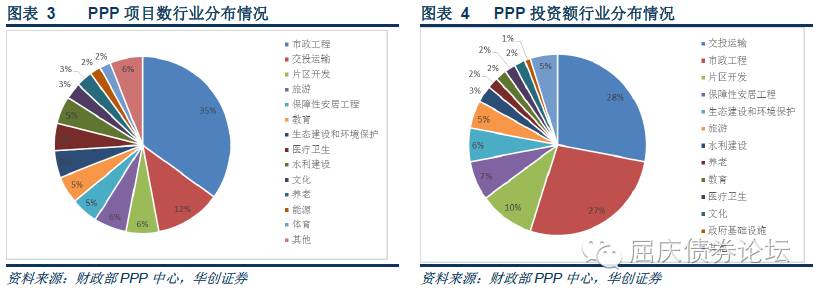 图表 3 PPP 项目数行业分布情况
35%
12%
6%
6%
5%
5%
5%
3%
3%
2%
2%
6%
市政工程
交投运输
片区开发
旅游
保障性安居工程
教育
生态建设和环境保护
医疗卫生
水利建设
文化
养老
能源
体育
其他
资料来源：财政部 PPP 中心，华创证券
图表 4 PPP 投资额行业分布情况
28%
27%
10%
7%
6%
5%
3%
2%
2%
2%
2%
1%
5%
交投运输
市政工程
片区开发
保障性安居工程
生态建设和环境保护
旅游
水利建设
养老
教育
医疗卫生
文化
政府基础设施
其他
屈庆债券论坛
资料来源：财政部 PPP 中心，华创证券